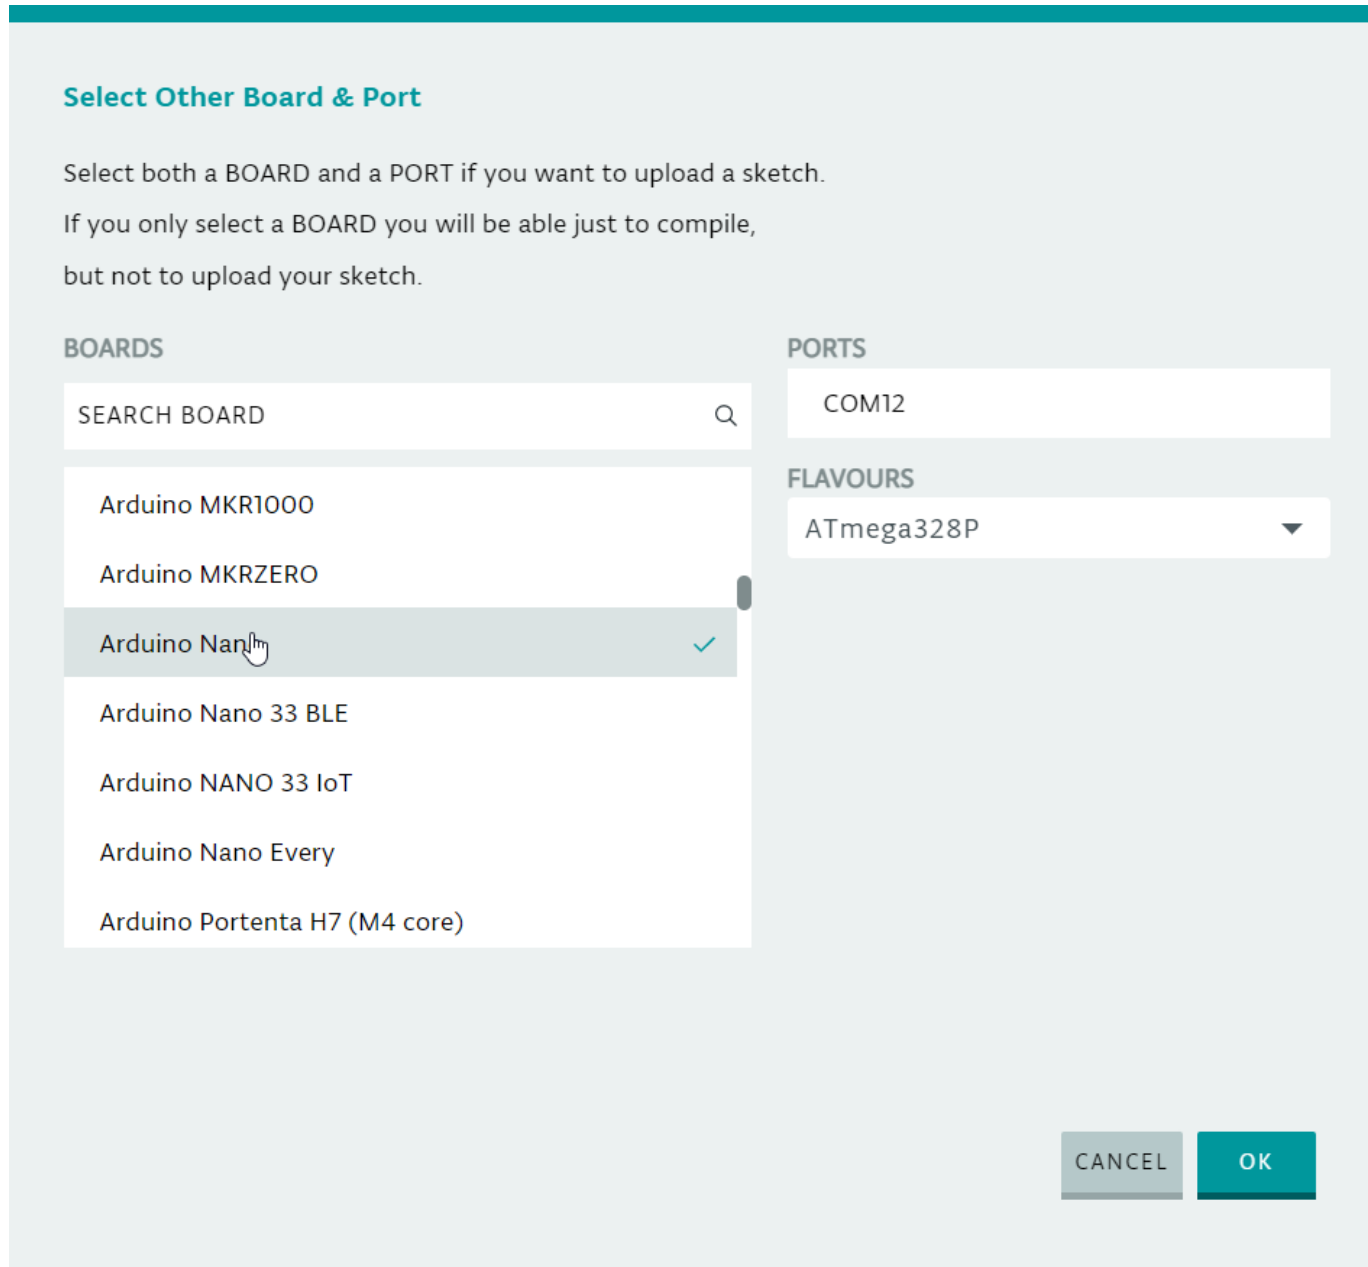 Select Other Board & Port
Select both a BOARD and a PORT if you want to upload a sketch.
If you only select a BOARD you will be able just to compile,
but not to upload your sketch.
BOARDS
SEARCH BOARD
Arduino MKR1000
Arduino MKRZERO
Arduino Nan
Arduino Nano 33 BLE
Arduino NANO 33 IoT
Arduino Nano Every
Arduino Portenta H7 (M4 core)
PORTS
COM12
FLAVOURS
ATmega328P
CANCEL
OK